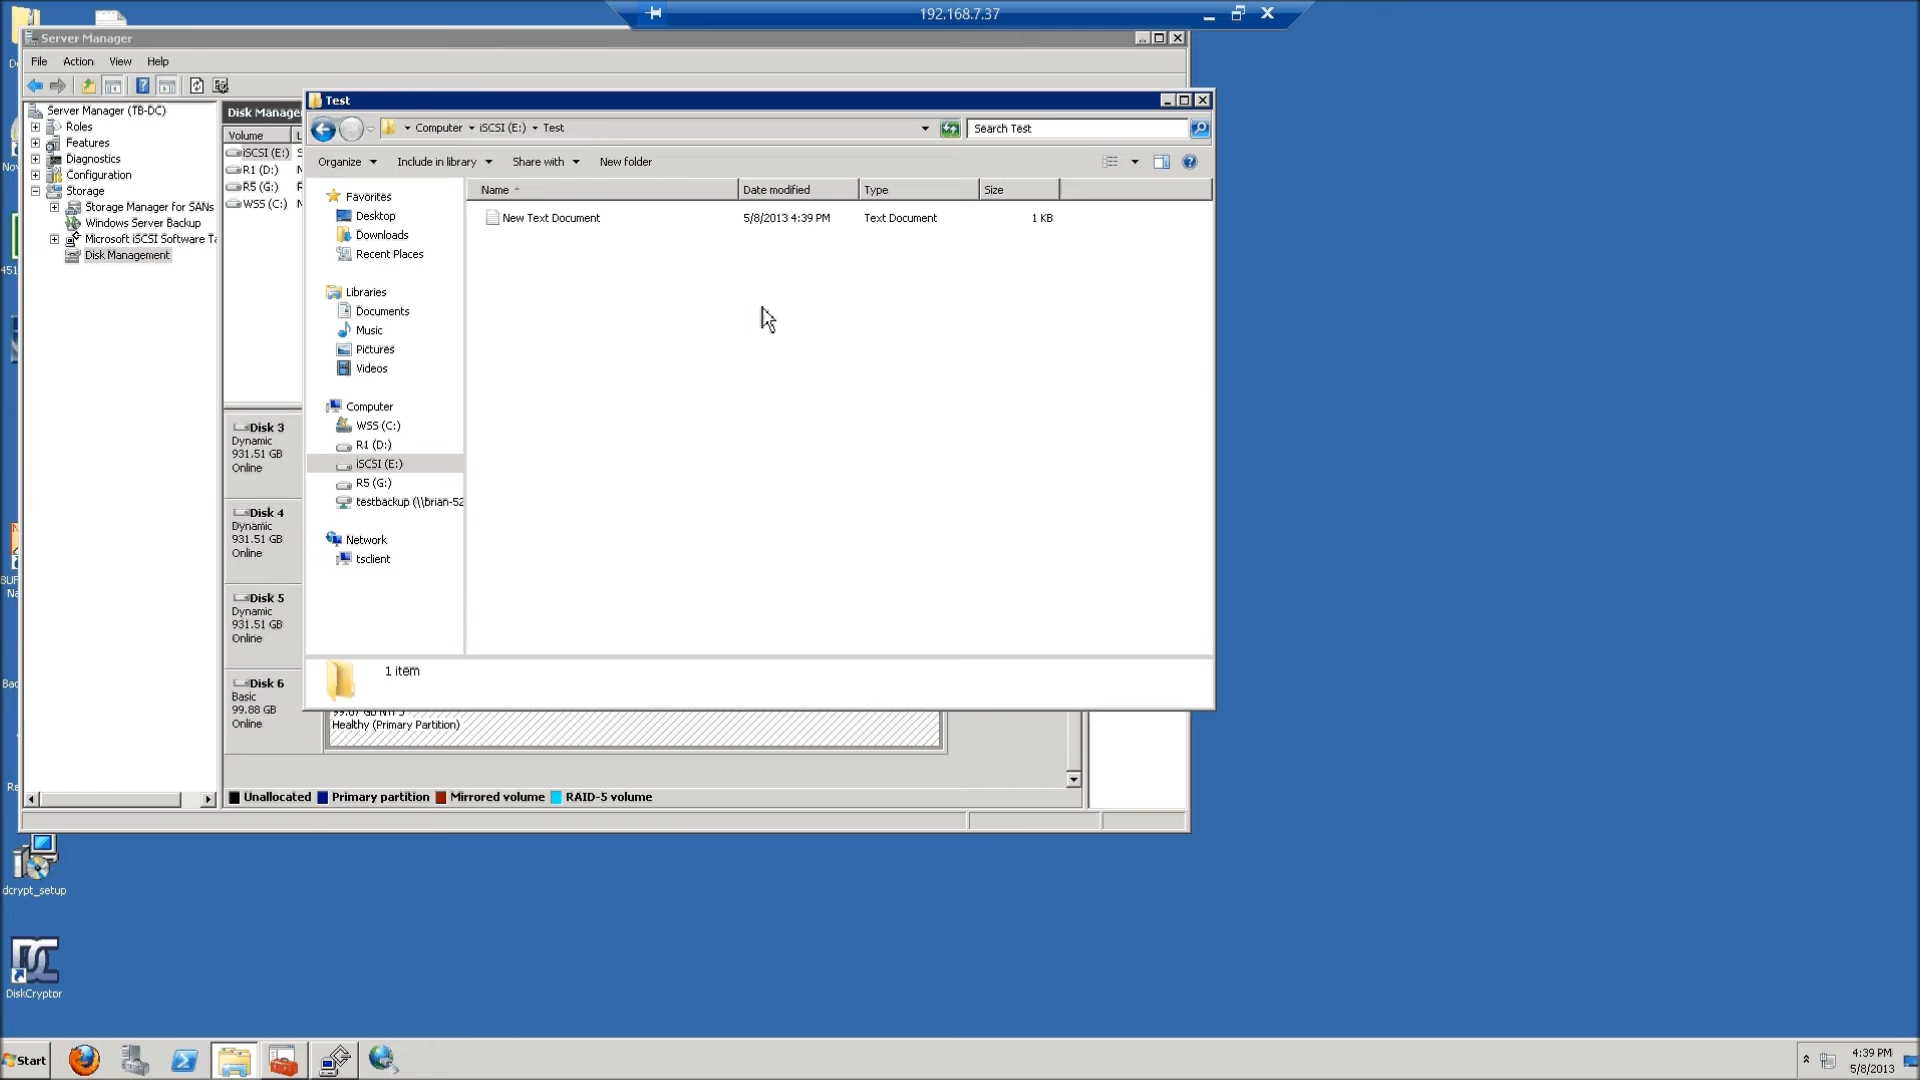 192.168.7.37
Server Manager
File Action View Help
Server Manager (TB-DC)
Roles
Features
Diagnostics
Configuration
Storage
Storage Manager for SANs
Windows Server Backup
Microsoft iSCSI Software Ta
Disk Management
Disk Manage
Volume
iSCSI (E:)
R1 (D:)
R5 (G:)
WSS (C:)
Test
Computer iSCSI (E:) Test
Search Test
Organize Include in library Share with New folder
Name Date modified Type Size
New Text Document 5/8/2013 4:39 PM Text Document 1 KB
Favorites
Desktop
Downloads
Recent Places
Libraries
Documents
Music
Pictures
Videos
Computer
WSS (C:)
R1 (D:)
iSCSI (E:)
R5 (G:)
testbackup (\\brian-52
Network
tsclient
1 item
Disk 3
Dynamic
931.51 GB
Online
Disk 4
Dynamic
931.51 GB
Online
Disk 5
Dynamic
931.51 GB
Online
Disk 6
Basic
99.88 GB
Online
Healthy (Primary Partition)
Unallocated Primary partition Mirrored volume RAID-5 volume
dcrypt_setup
DiskCryptor
Start
4:39 PM
5/8/2013